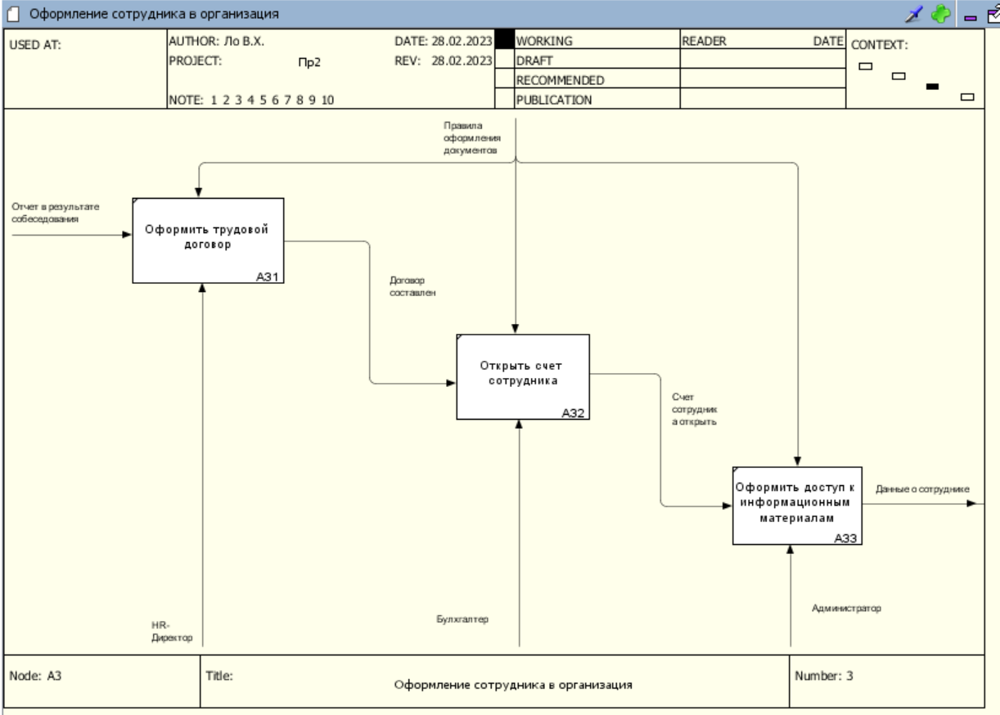 Оформление сотрудника в организация
USED AT:
AUTHOR: Ло В.Х.
DATE: 28.02.2023
PROJECT: Пр2
REV: 28.02.2023
NOTE: 1 2 3 4 5 6 7 8 9 10
WORKING
DRAFT
RECOMMENDED
PUBLICATION
READER
DATE
CONTEXT:
Правила
оформления
документов
Отчет в результате
собеседования
Оформить трудовой
договор
A31
Договор
составлен
Открыть счет
сотрудника
A32
Счет
сотрудник
а открыть
Оформить доступ к
информационным
материалам
A33
Данные о сотруднике
HR-
Директор
Булхгалтер
Администратор
Node: A3
Title:
Оформление сотрудника в организация
Number: 3